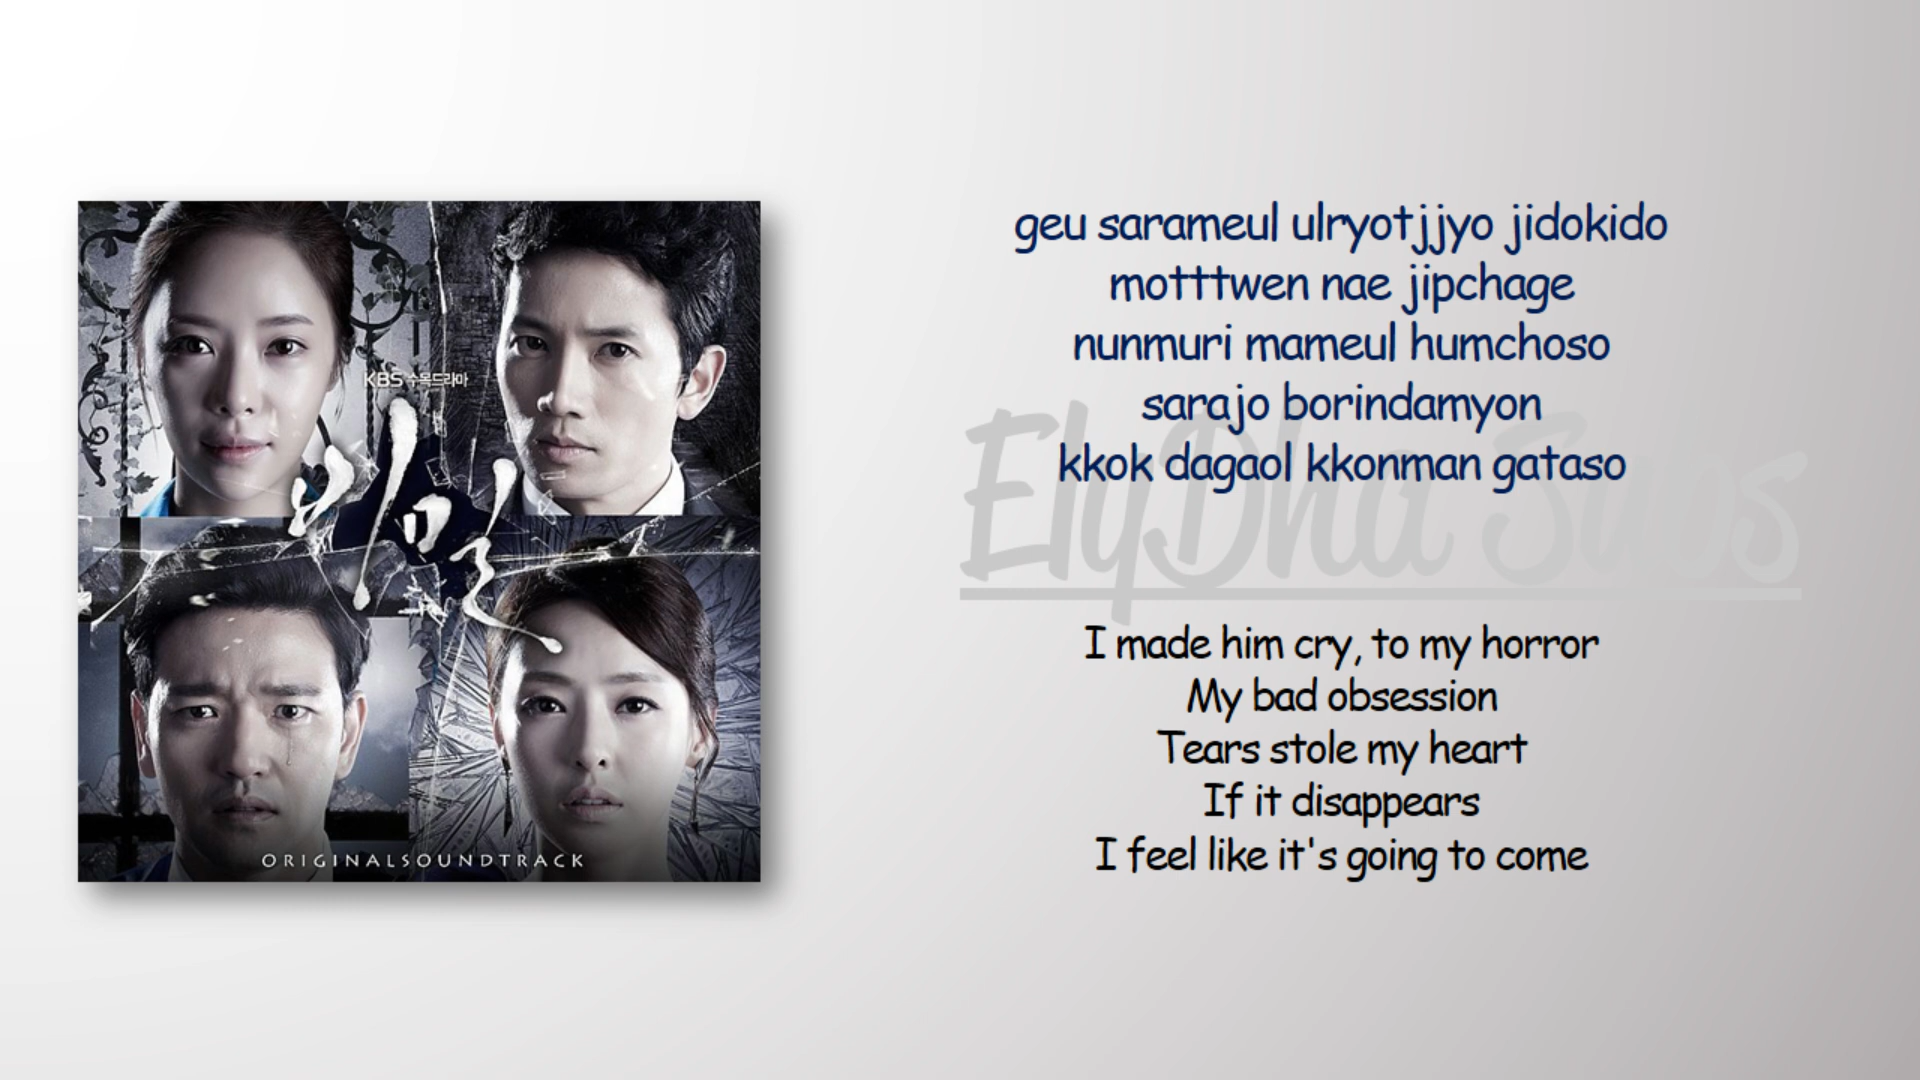 KBS 수목드라마
비밀
ORIGINALSOUNDTRACK
geu sarameul ulryotjjyo jidokido
motttwen nae jipchage
nunmuri mameul humchoso
sarajo borindamyon
kkok dagaol kkonman gataso
ElyDha Subs
I made him cry, to my horror
My bad obsession
Tears stole my heart
If it disappears
I feel like it's going to come